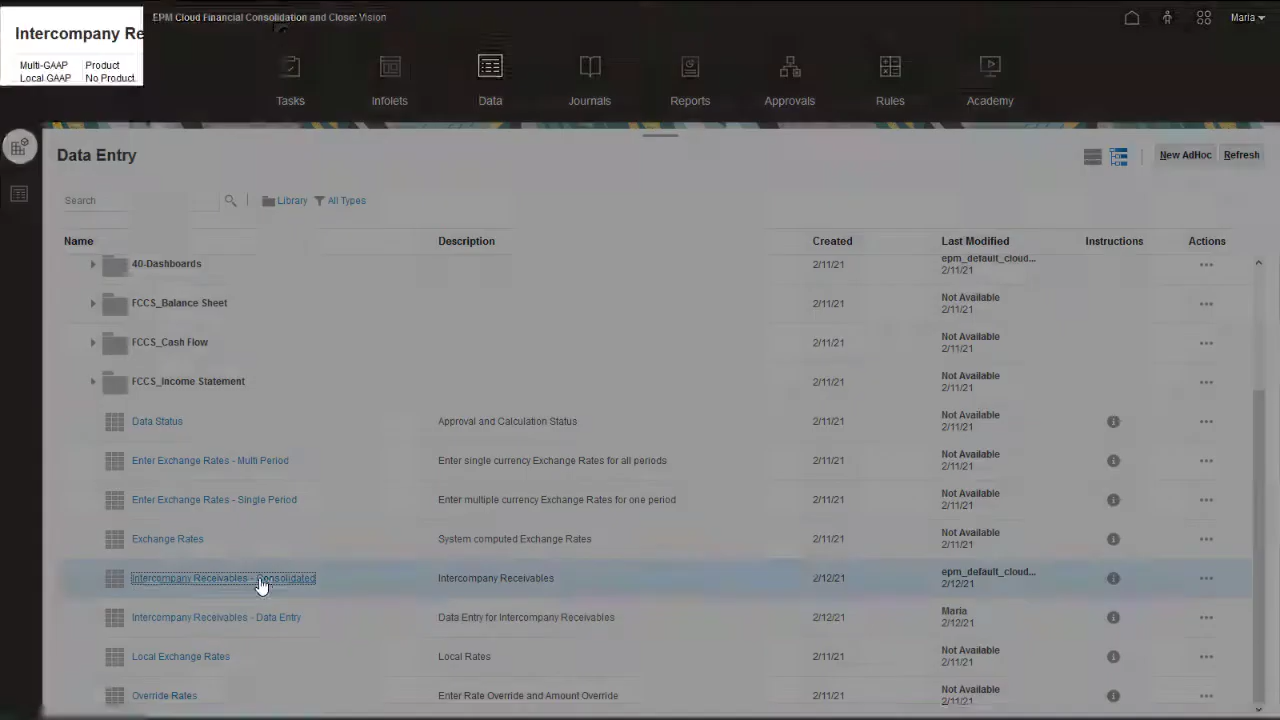 EPM Cloud Financial Consolidation and Close: Vision
Maria
Intercompany Re
Multi-GAAP Product
Local GAAP No Product
Tasks Infolets Data Journals Reports Approvals Rules Academy
Data Entry
New AdHoc Refresh
Search Library All Types
Name Description Created Last Modified Instructions Actions
40-Dashboards 2/11/21 epm_default_cloud...
2/11/21
FCCS_Balance Sheet 2/11/21 Not Available
2/11/21
FCCS_Cash Flow 2/11/21 Not Available
2/11/21
FCCS_Income Statement 2/11/21 Not Available
2/11/21
Data Status Approval and Calculation Status 2/11/21 Not Available
2/11/21
Enter Exchange Rates - Multi Period Enter single currency Exchange Rates for all periods 2/11/21 Not Available
2/11/21
Enter Exchange Rates - Single Period Enter multiple currency Exchange Rates for one period 2/11/21 Not Available
2/11/21
Exchange Rates System computed Exchange Rates 2/11/21 Not Available
2/11/21
Intercompany Receivables - Consolidated Intercompany Receivables 2/12/21 epm_default_cloud...
2/12/21
Intercompany Receivables - Data Entry Data Entry for Intercompany Receivables 2/12/21 Maria
2/12/21
Local Exchange Rates Local Rates 2/11/21 Not Available
2/11/21
Override Rates Enter Rate Override and Amount Override 2/11/21 Not Available
2/11/21